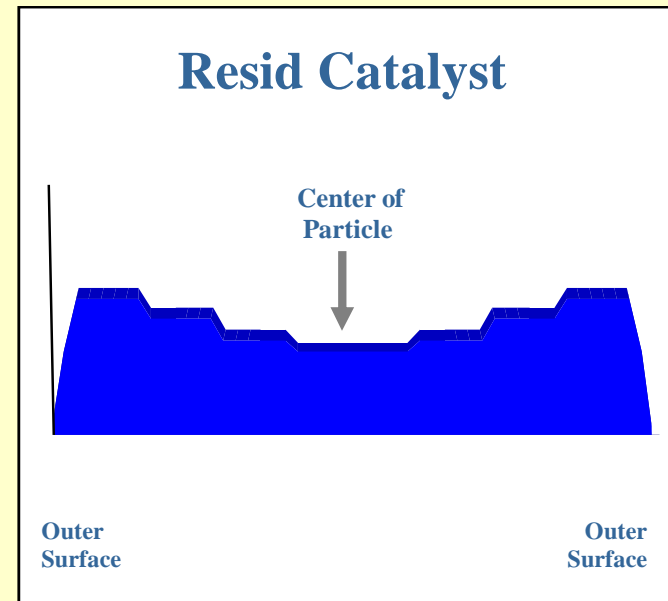 Resid Catalyst
Center of
Particle
Outer
Surface
Outer
Surface